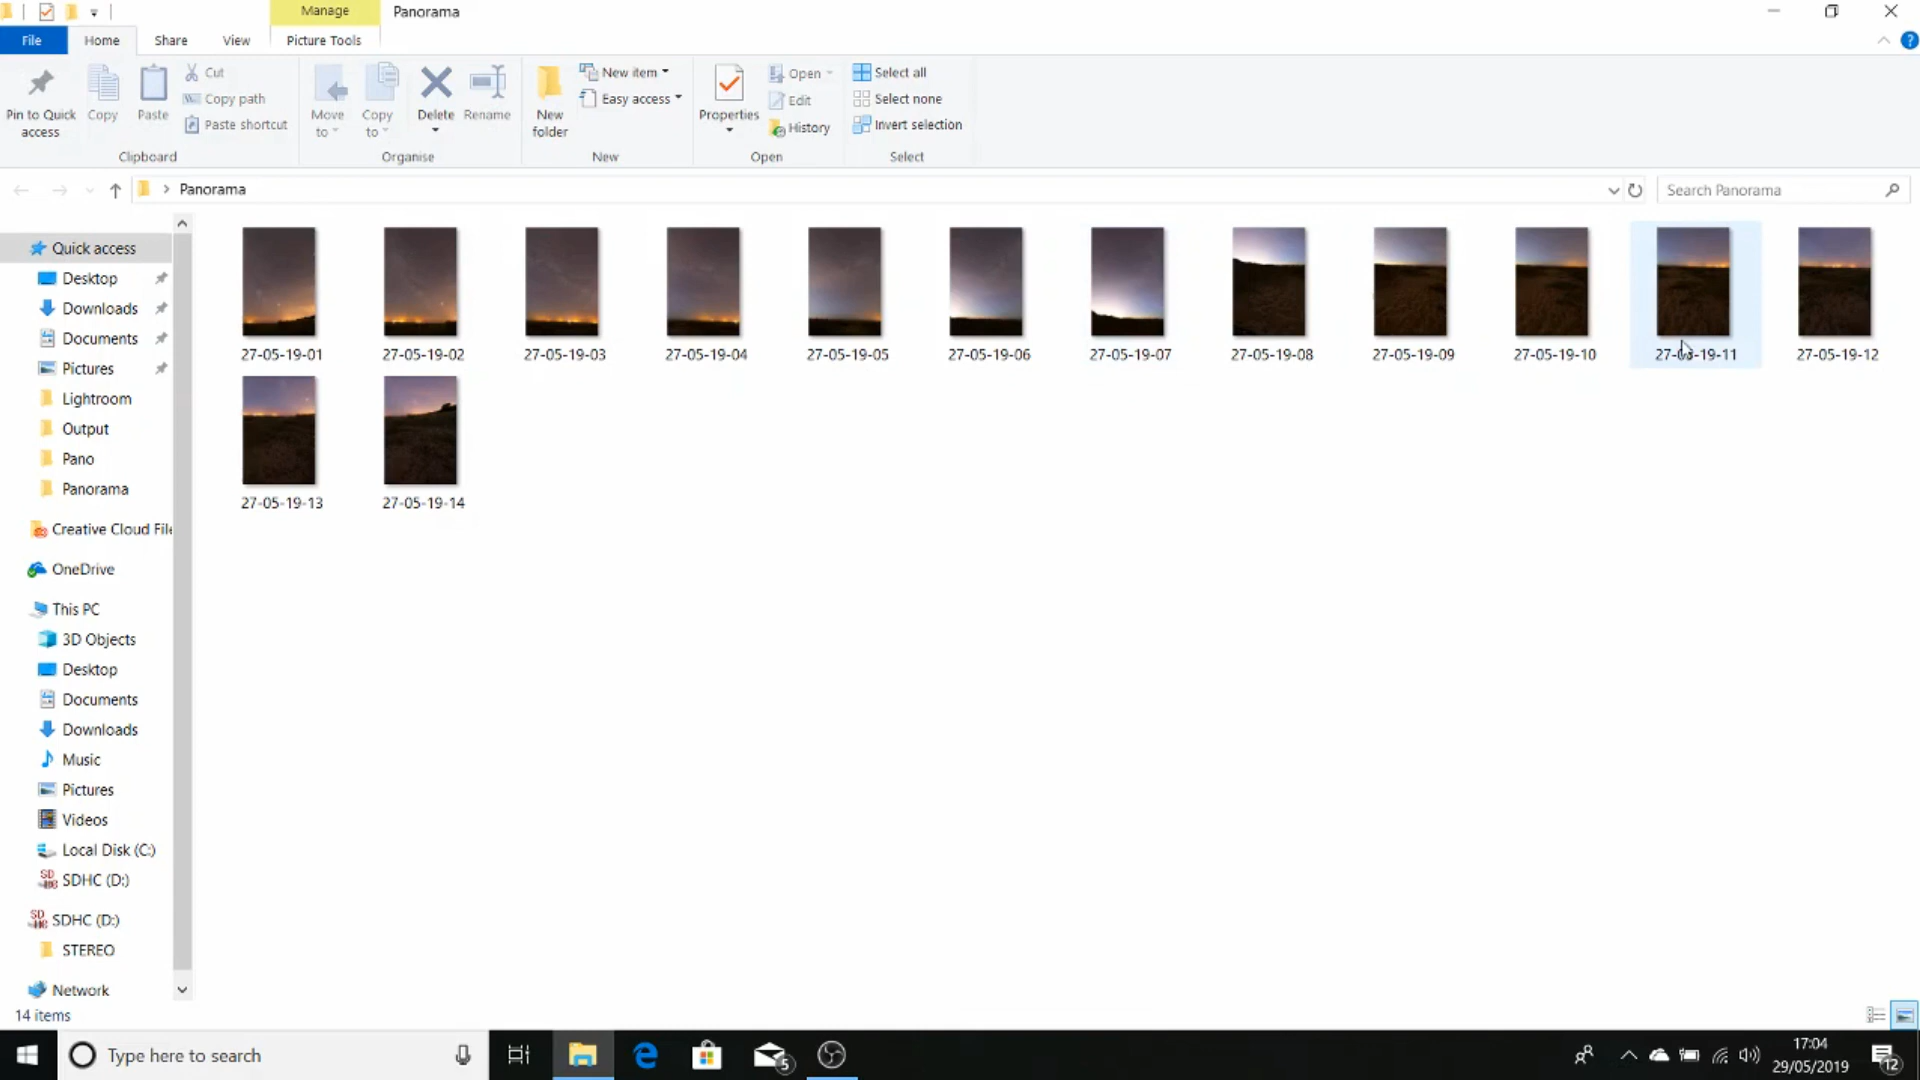 Manage
Panorama
File
Home
Share
View
Picture Tools
Pin to Quick access
Copy
Paste
Cut
Copy path
Paste shortcut
Clipboard
Move to
Copy to
Delete
Rename
Organise
New folder
New item
Easy access
New
Properties
Open
Edit
History
Open
Select all
Select none
Invert selection
Select
Panorama
Search Panorama
Quick access
Desktop
Downloads
Documents
Pictures
Lightroom
Output
Pano
Panorama
Creative Cloud File
OneDrive
This PC
3D Objects
Desktop
Documents
Downloads
Music
Pictures
Videos
Local Disk (C:)
SDHC (D:)
SDHC (D:)
STEREO
Network
27-05-19-01
27-05-19-02
27-05-19-03
27-05-19-04
27-05-19-05
27-05-19-06
27-05-19-07
27-05-19-08
27-05-19-09
27-05-19-10
27-05-19-11
27-05-19-12
27-05-19-13
27-05-19-14
14 items
Type here to search
5
17:04
29/05/2019
12